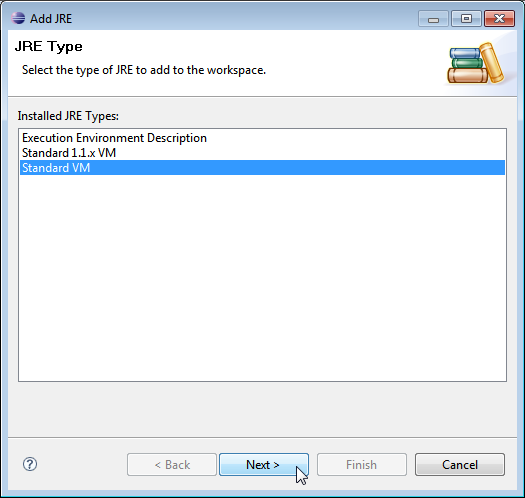 Add JRE
JRE Type
Select the type of JRE to add to the workspace.
Installed JRE Types:
Execution Environment Description
Standard 1.1.x VM
Standard VM
?
< Back
Next >
Finish
Cancel